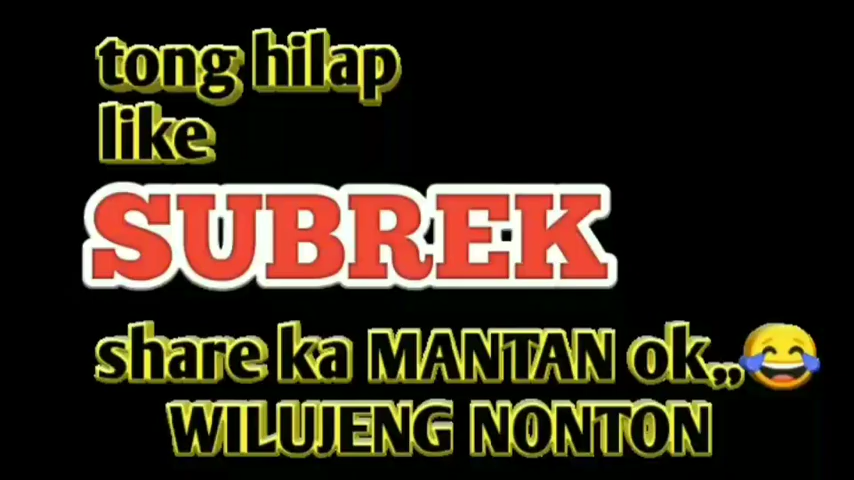 tong hilap
like
SUBREK
share ka MANTAN ok,,😂
WILUJENG NONTON